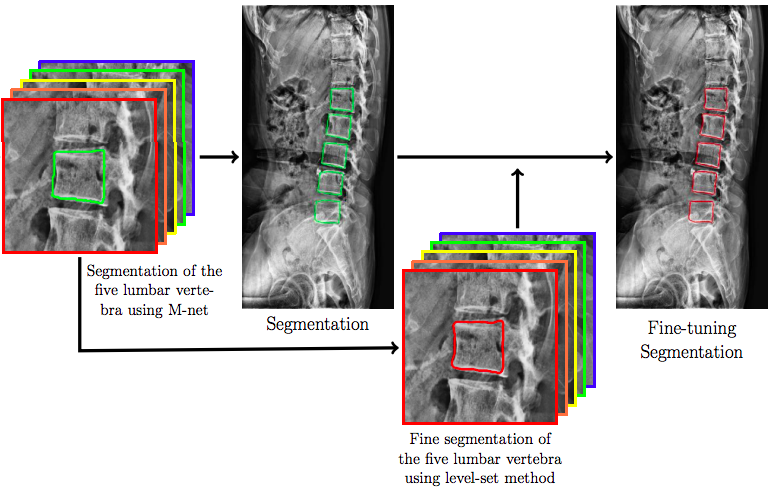 Segmentation of the
five lumbar verte-
bra using M-net
Segmentation
Fine-tuning
Segmentation
Fine segmentation of
the five lumbar vertebra
using level-set method